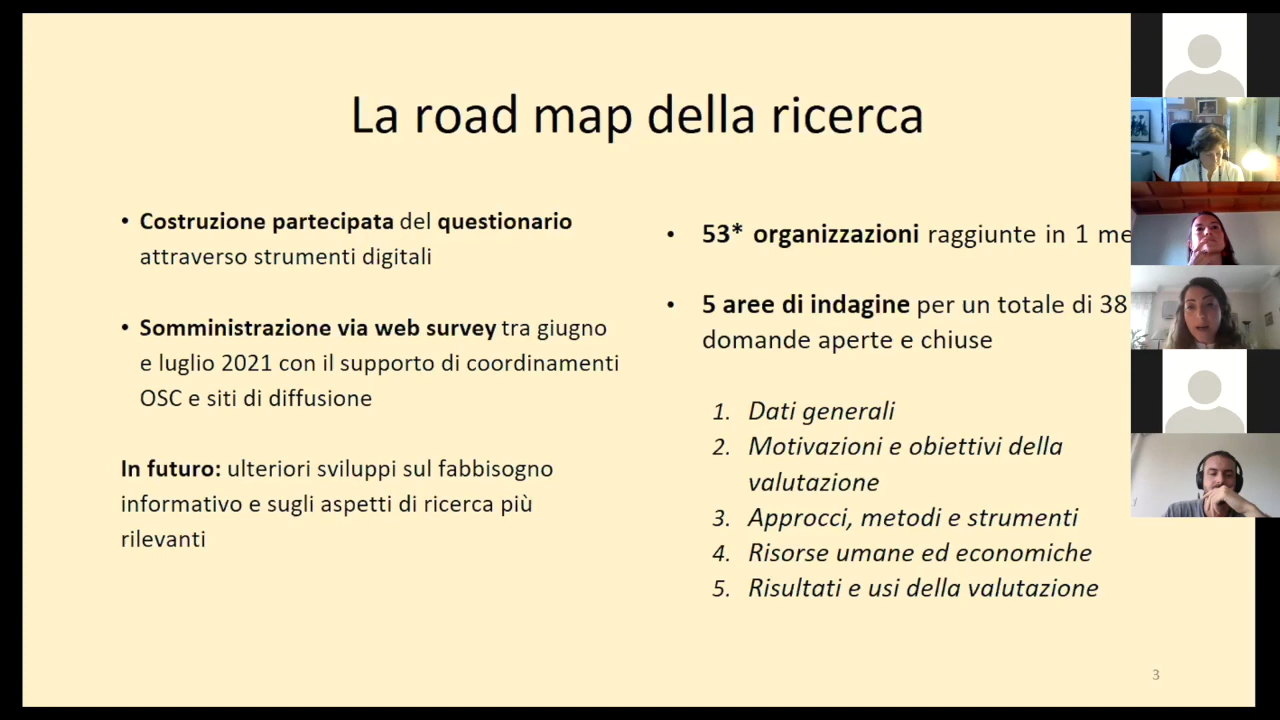 La road map della ricerca
• Costruzione partecipata del questionario
attraverso strumenti digitali
• Somministrazione via web survey tra giugno
e luglio 2021 con il supporto di coordinamenti
OSC e siti di diffusione
In futuro: ulteriori sviluppi sul fabbisogno
informativo e sugli aspetti di ricerca più
rilevanti
• 53* organizzazioni raggiunte in 1
• 5 aree di indagine per un totale di 38
domande aperte e chiuse
1. Dati generali
2. Motivazioni e obiettivi della
valutazione
3. Approcci, metodi e strumenti
4. Risorse umane ed economiche
5. Risultati e usi della valutazione
3